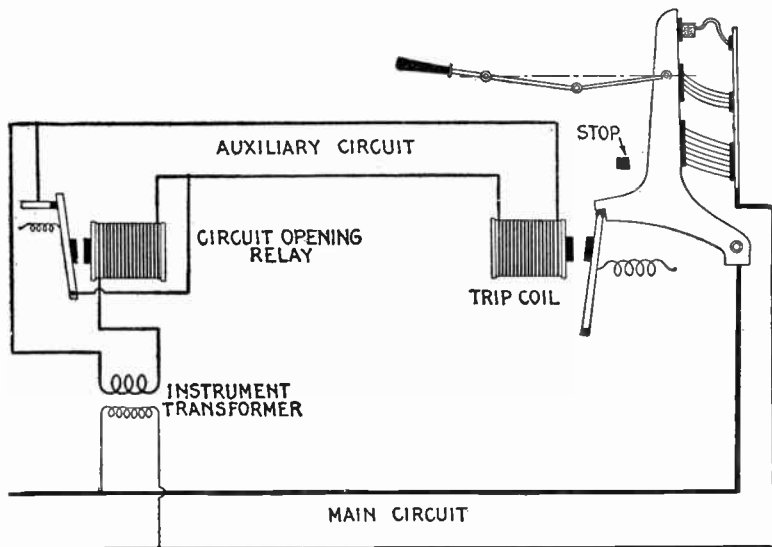 STOP
AUXILIARY CIRCUIT
CIRCUIT OPENING
RELAY
TRIP COIL
INSTRUMENT
TRANSFORMER
MAIN CIRCUIT